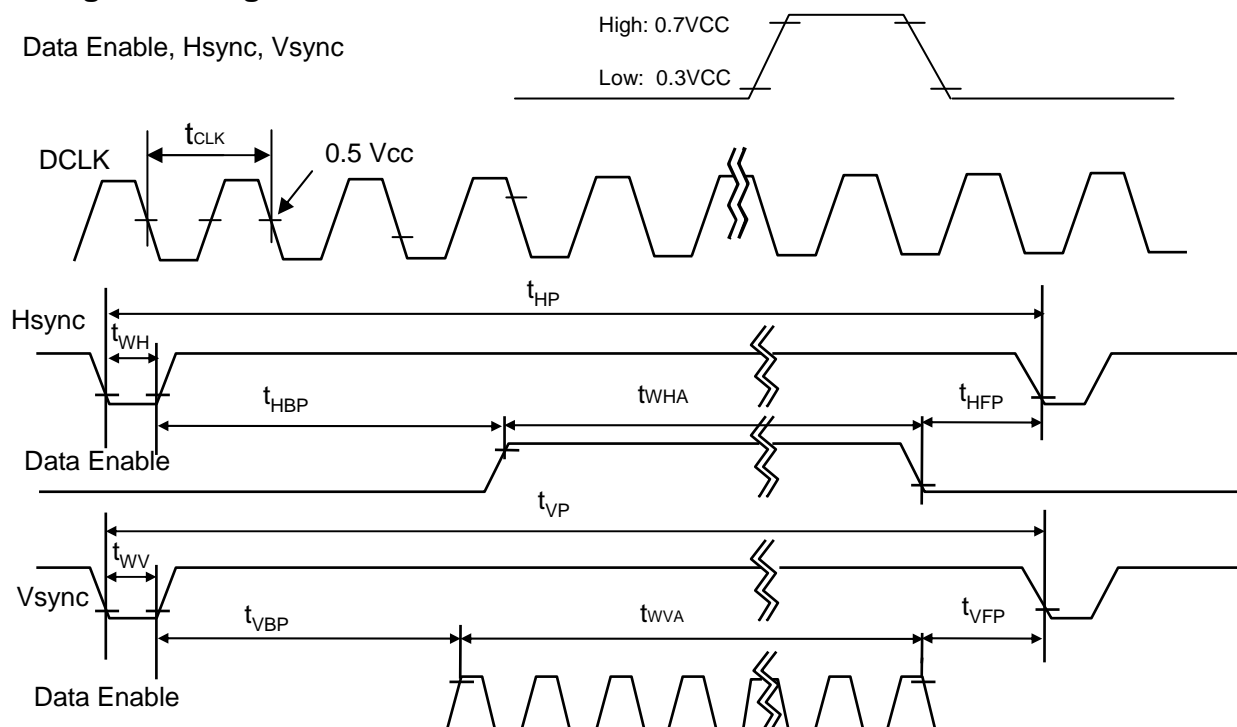 Data Enable, Hsync, Vsync
High: 0.7VCC
Low: 0.3VCC
tCLK
DCLK
0.5 Vcc
tHP
Hsync
tWH
tHBP
tWHA
tHFP
Data Enable
tVP
tWV
Vsync
tVBP
tWVA
tVFP
Data Enable